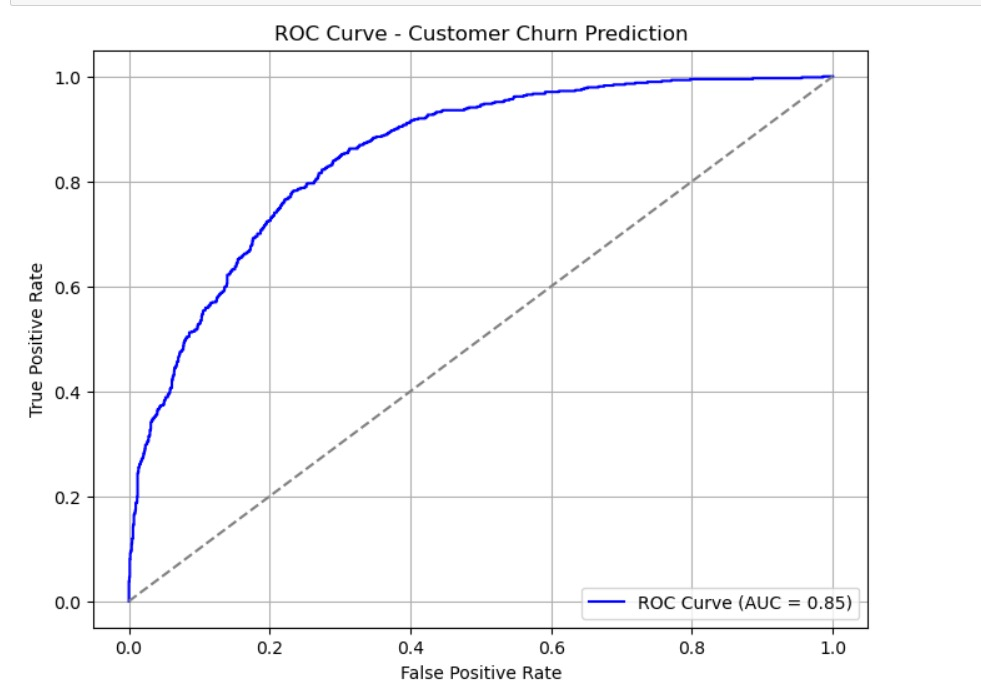 ROC Curve - Customer Churn Prediction
1.0
0.8
0.6
0.4
0.2
0.0
True Positive Rate
ROC Curve (AUC = 0.85)
0.0 0.2 0.4 0.6 0.8 1.0
False Positive Rate